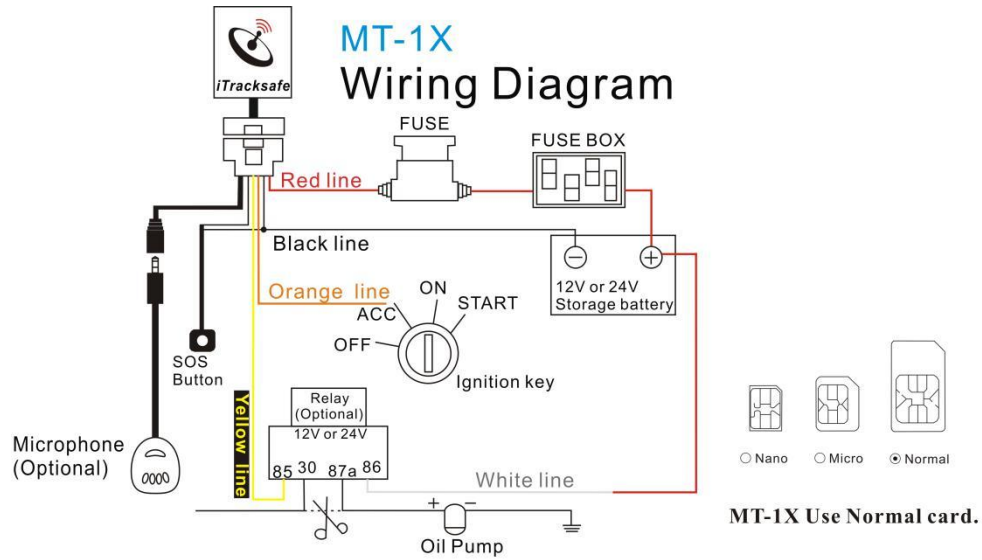 iTracksafe
MT-1X
Wiring Diagram
FUSE
FUSE BOX
Red line
Black line
12V or 24V
Storage battery
Orange line
ON
START
ACC
OFF
Ignition key
SOS
Button
Yellow line
Relay
(Optional)
12V or 24V
85 30 87a 86
Microphone
(Optional)
White line
+ -
Oil Pump
Nano
Micro
Normal
MT-1X Use Normal card.